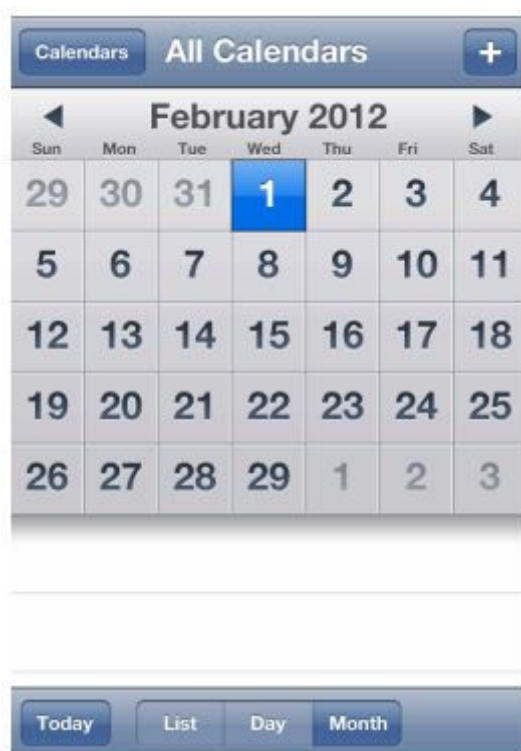 Calendars All Calendars +
February 2012
Sun Mon Tue Wed Thu Fri Sat
29 30 31 1 2 3 4
5 6 7 8 9 10 11
12 13 14 15 16 17 18
19 20 21 22 23 24 25
26 27 28 29 1 2 3
Today List Day Month